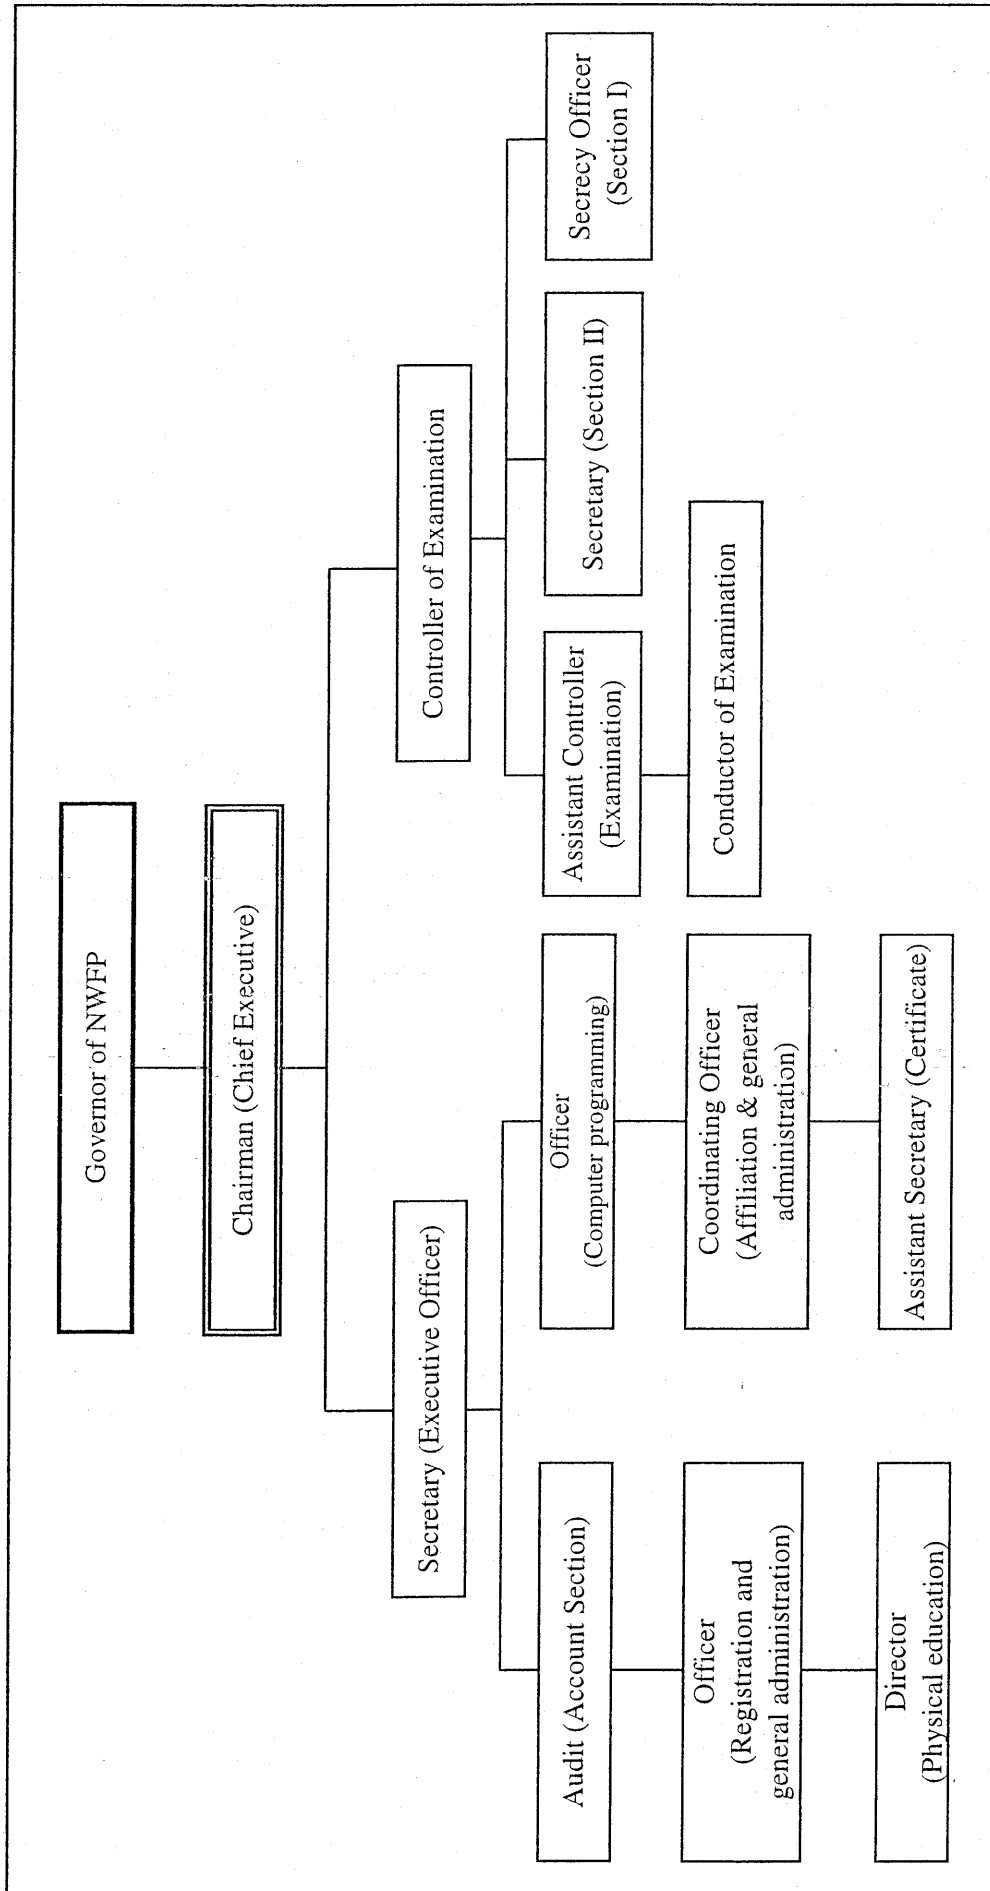 Governor of NWFP
Chairman (Chief Executive)
Secretary (Executive Officer)
Controller of Examination
Audit (Account Section)
Officer
(Computer programming)
Assistant Controller
(Examination)
Secretary (Section II)
Secrecy Officer
(Section I)
Officer
(Registration and
general administration)
Coordinating Officer
(Affiliation & general
administration)
Conductor of Examination
Director
(Physical education)
Assistant Secretary (Certificate)